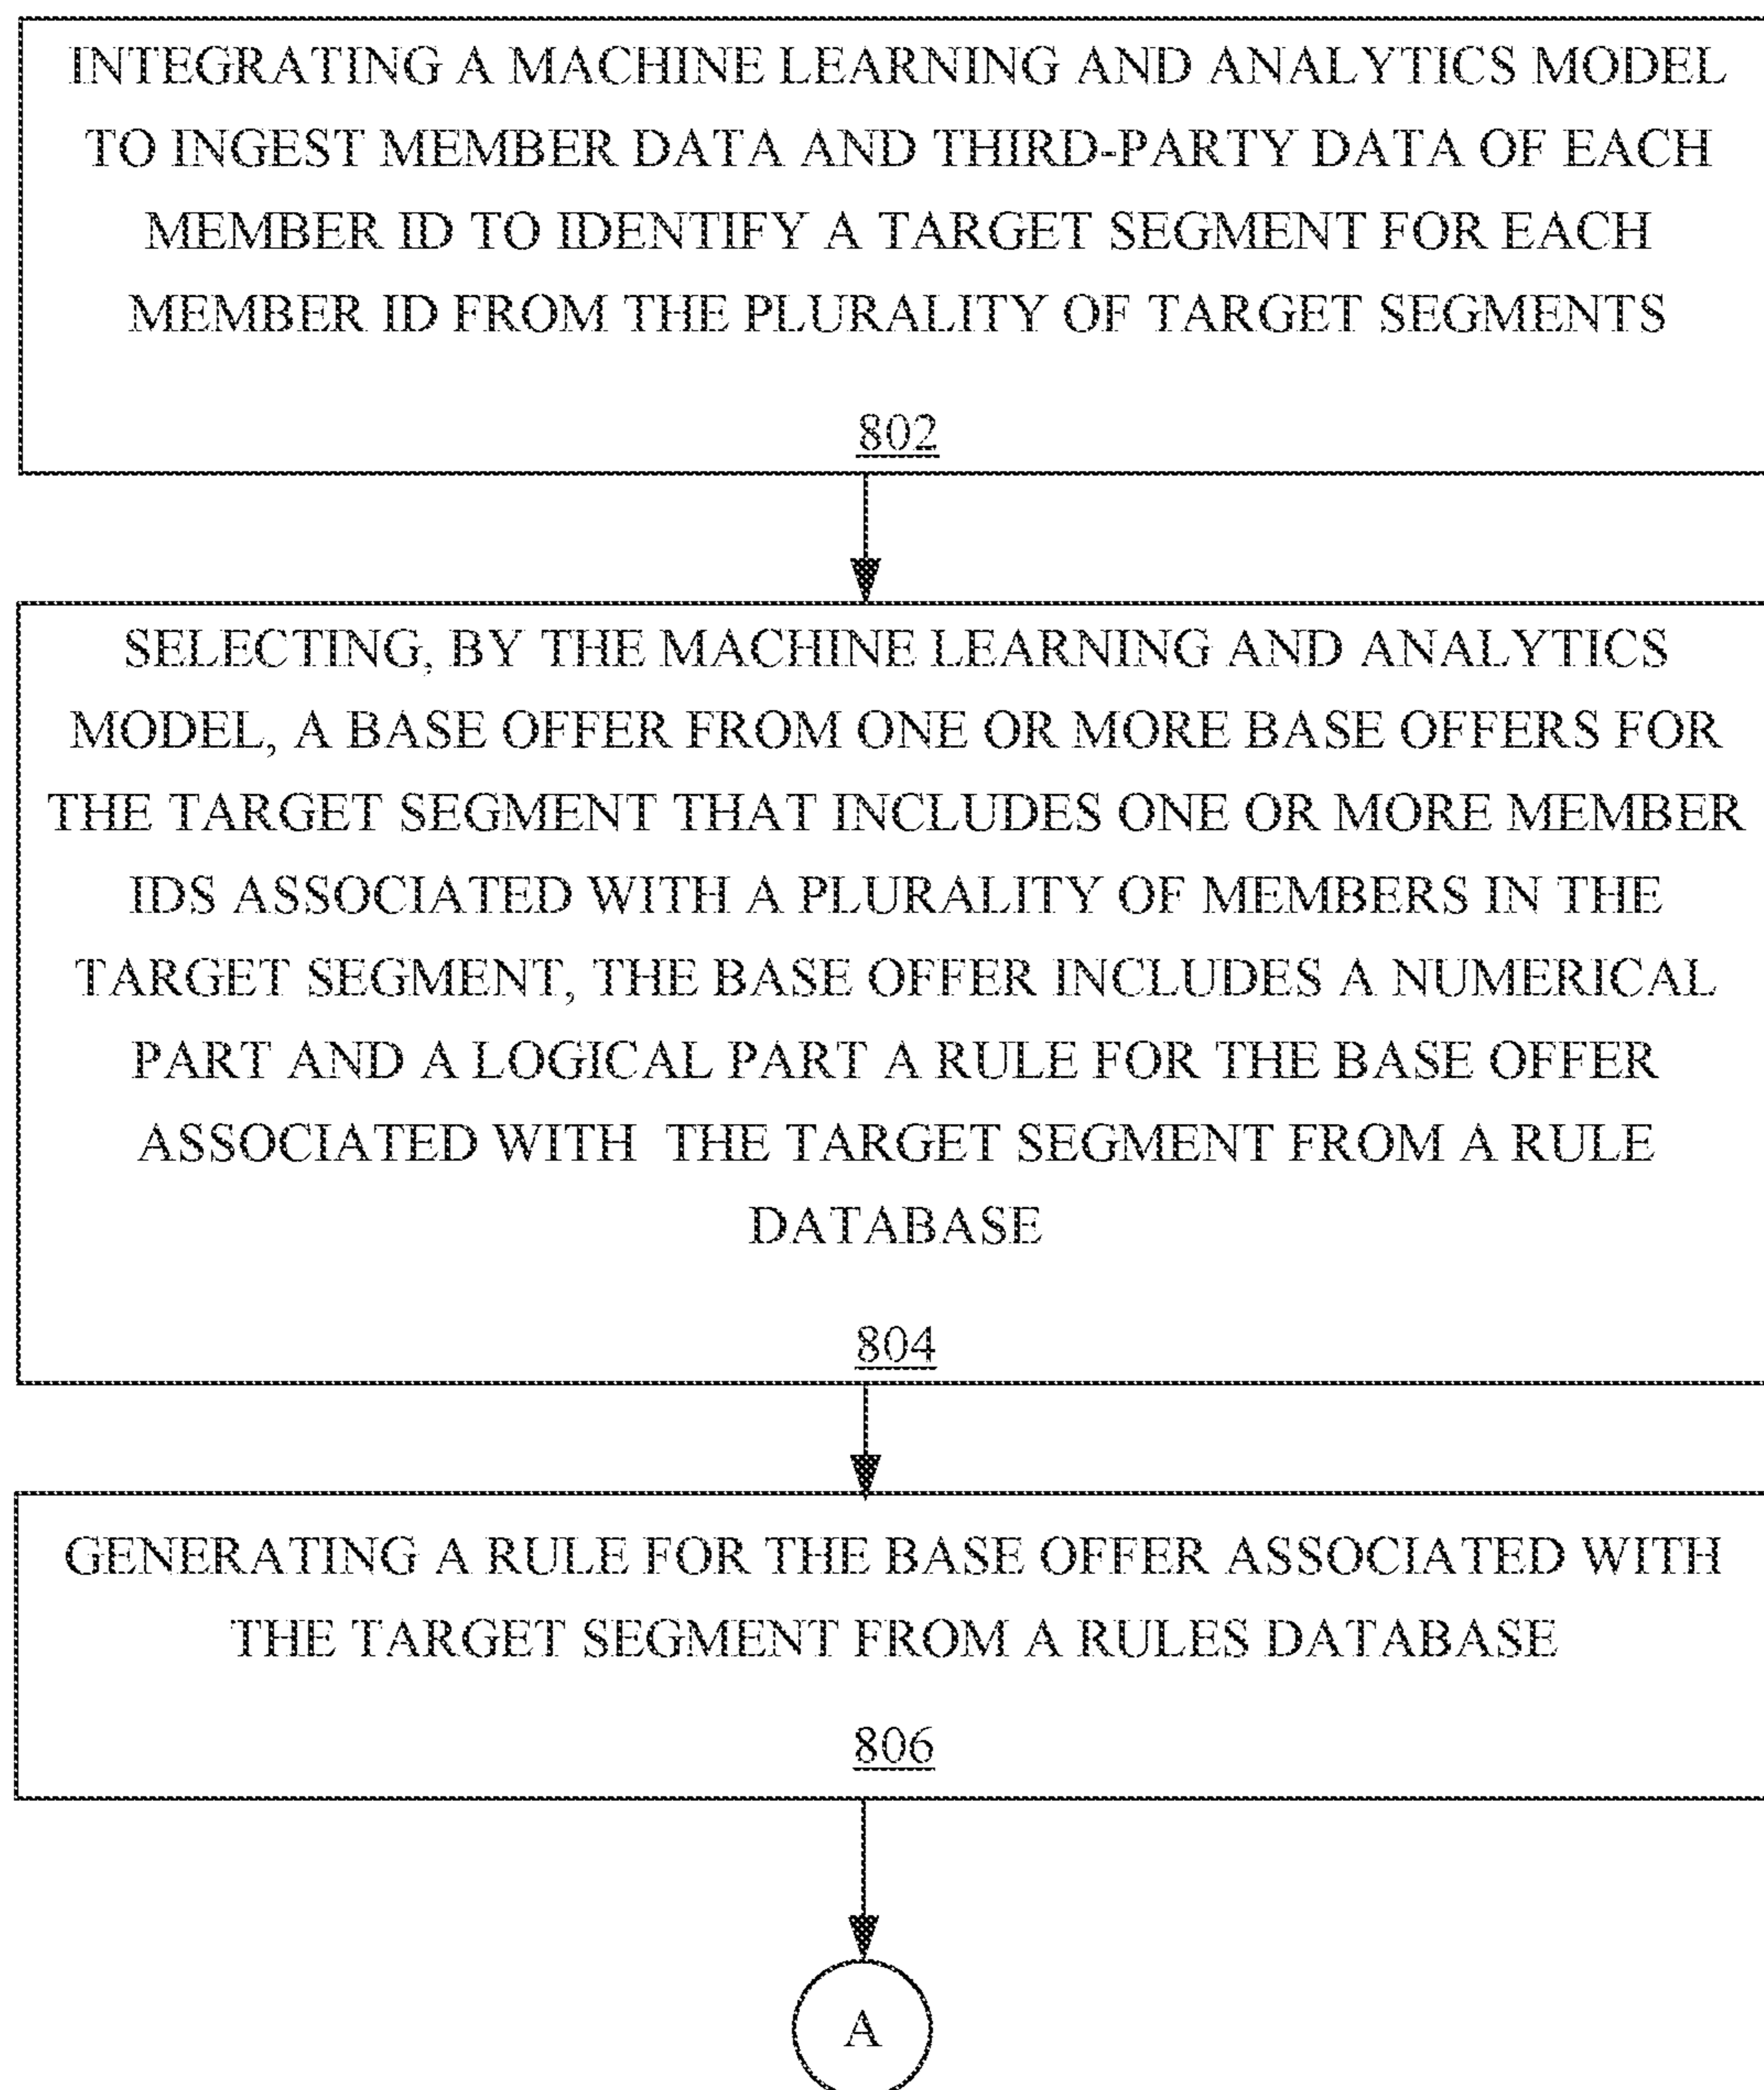 INTEGRATING A MACHINE LEARNING AND ANALYTICS MODEL
TO INGEST MEMBER DATA AND THIRD-PARTY DATA OF EACH
MEMBER ID TO IDENTIFY A TARGET SEGMENT FOR EACH
MEMBER ID FROM THE PLURALITY OF TARGET SEGMENTS
802
SELECTING, BY THE MACHINE LEARNING AND ANALYTICS
MODEL, A BASE OFFER FROM ONE OR MORE BASE OFFERS FOR
THE TARGET SEGMENT THAT INCLUDES ONE OR MORE MEMBER
IDS ASSOCIATED WITH A PLURALITY OF MEMBERS IN THE
TARGET SEGMENT, THE BASE OFFER INCLUDES A NUMERICAL
PART AND A LOGICAL PART A RULE FOR THE BASE OFFER
ASSOCIATED WITH THE TARGET SEGMENT FROM A RULE
DATABASE
804
GENERATING A RULE FOR THE BASE OFFER ASSOCIATED WITH
THE TARGET SEGMENT FROM A RULES DATABASE
806
A